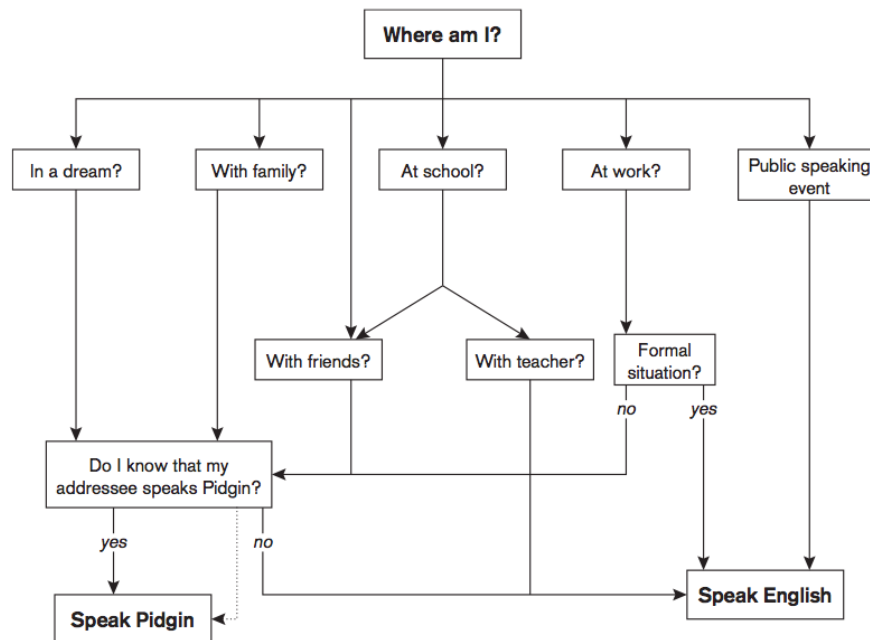 Where am I?
In a dream?
With family?
At school?
At work?
Public speaking
event
With friends?
With teacher?
Formal
situation?
no
yes
Do I know that my
addressee speaks Pidgin?
yes
no
Speak Pidgin
Speak English